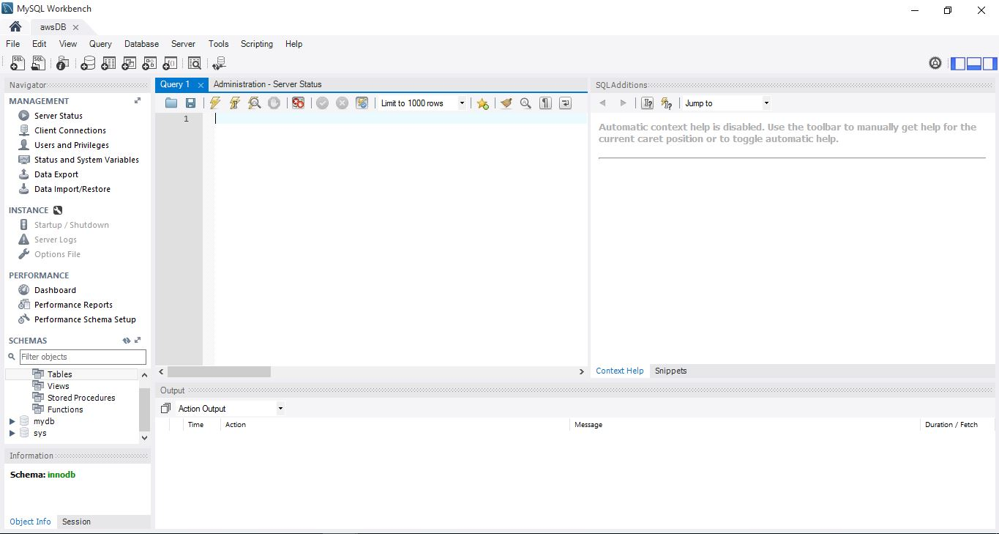 MySQL Workbench
awsDB
File Edit View Query Database Server Tools Scripting Help
Navigator
MANAGEMENT
Server Status
Client Connections
Users and Privileges
Status and System Variables
Data Export
Data Import/Restore
INSTANCE
Startup / Shutdown
Server Logs
Options File
PERFORMANCE
Dashboard
Performance Reports
Performance Schema Setup
SCHEMAS
Filter objects
Tables
Views
Stored Procedures
Functions
mydb
sys
Information
Schema: innodb
Object Info Session
Query 1 Administration - Server Status
Limit to 1000 rows
1
SQLAdditions
Jump to
Automatic context help is disabled. Use the toolbar to manually get help for the
current caret position or to toggle automatic help.
Context Help Snippets
Output
Action Output
Time Action Message Duration / Fetch